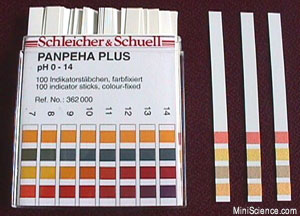 Schleicher & Schuell
PANPEHA PLUS
pH 0 - 14
100 Indikatorstäbchen, farbfixiert
100 indicator sticks, colour-fixed
Ref. No.: 362 000
7 8 9 10 11 12 13 14
MiniScience.com